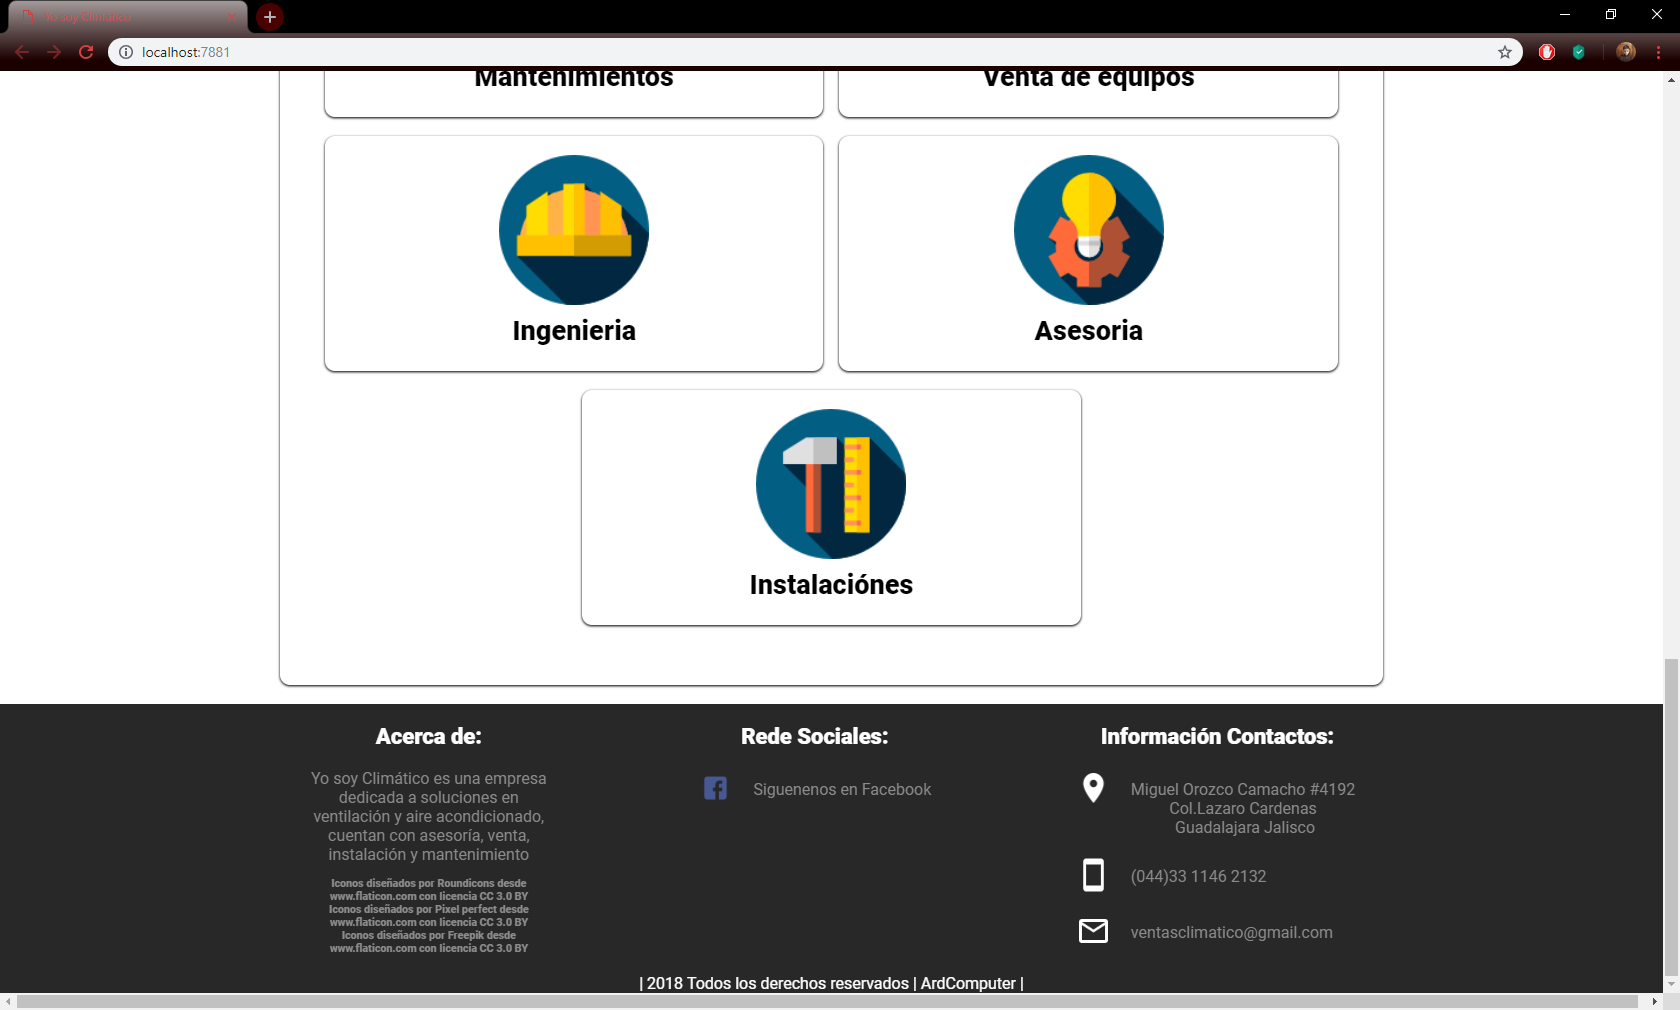 Yo soy Climático
localhost:7881
Mantenimientos
Venta de equipos
Ingenieria
Asesoria
Instalaciónes
Acerca de:
Yo soy Climático es una empresa
dedicada a soluciones en
ventilación y aire acondicionado,
cuentan con asesoría, venta,
instalación y mantenimiento
Iconos diseñados por Roundicons desde
www.flaticon.com con licencia CC 3.0 BY
Iconos diseñados por Pixel perfect desde
www.flaticon.com con licencia CC 3.0 BY
Iconos diseñados por Freepik desde
www.flaticon.com con licencia CC 3.0 BY
Rede Sociales:
Siguenenos en Facebook
Información Contactos:
Miguel Orozco Camacho #4192
Col.Lazaro Cardenas
Guadalajara Jalisco
(044)33 1146 2132
ventasclimatico@gmail.com
| 2018 Todos los derechos reservados | ArdComputer |